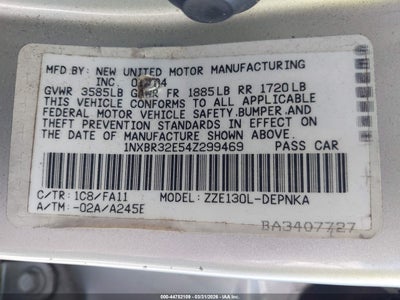 MFD BY: NEW UNITED MOTOR MANUFACTURING
INC. 04
GVWR 3585LB GAWR FR 1885LB RR 1720LB
THIS VEHICLE CONFORMS TO ALL APPLICABLE
FEDERAL MOTOR VEHICLE SAFETY, BUMPER, AND
THEFT PREVENTION STANDARDS IN EFFECT ON
THE DATE OF MANUFACTURE SHOWN ABOVE.
1NXBR32E54Z299469 PASS CAR
C/TR: 1C8/FA11 MODEL: ZZE130L-DEPNKA
A/TM: -02A/A245E
BA3407727
000-44752109 - 03/31/2026 - IAAI.COM